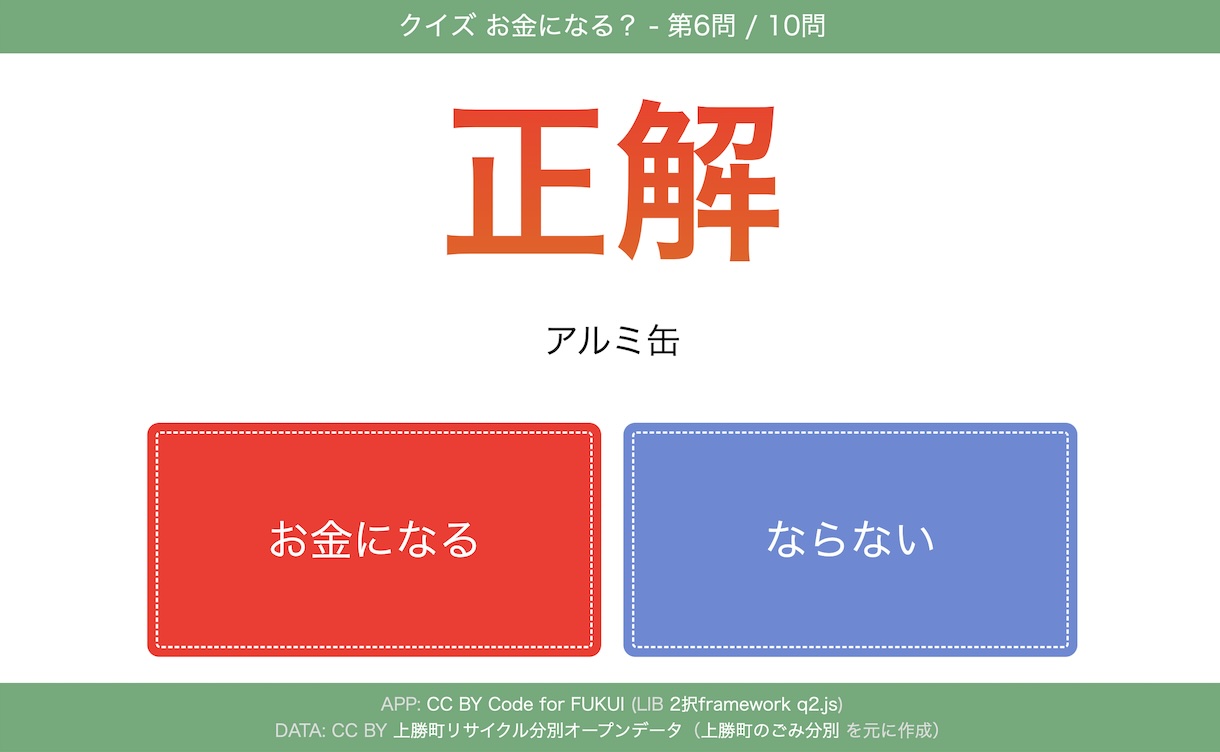 クイズ お金になる？ - 第6問 / 10問
正解
アルミ缶
お金になる
ならない
APP: CC BY Code for FUKUI (LIB 2択framework q2.js)
DATA: CC BY 上勝町リサイクル分別オープンデータ（上勝町のごみ分別 を元に作成）